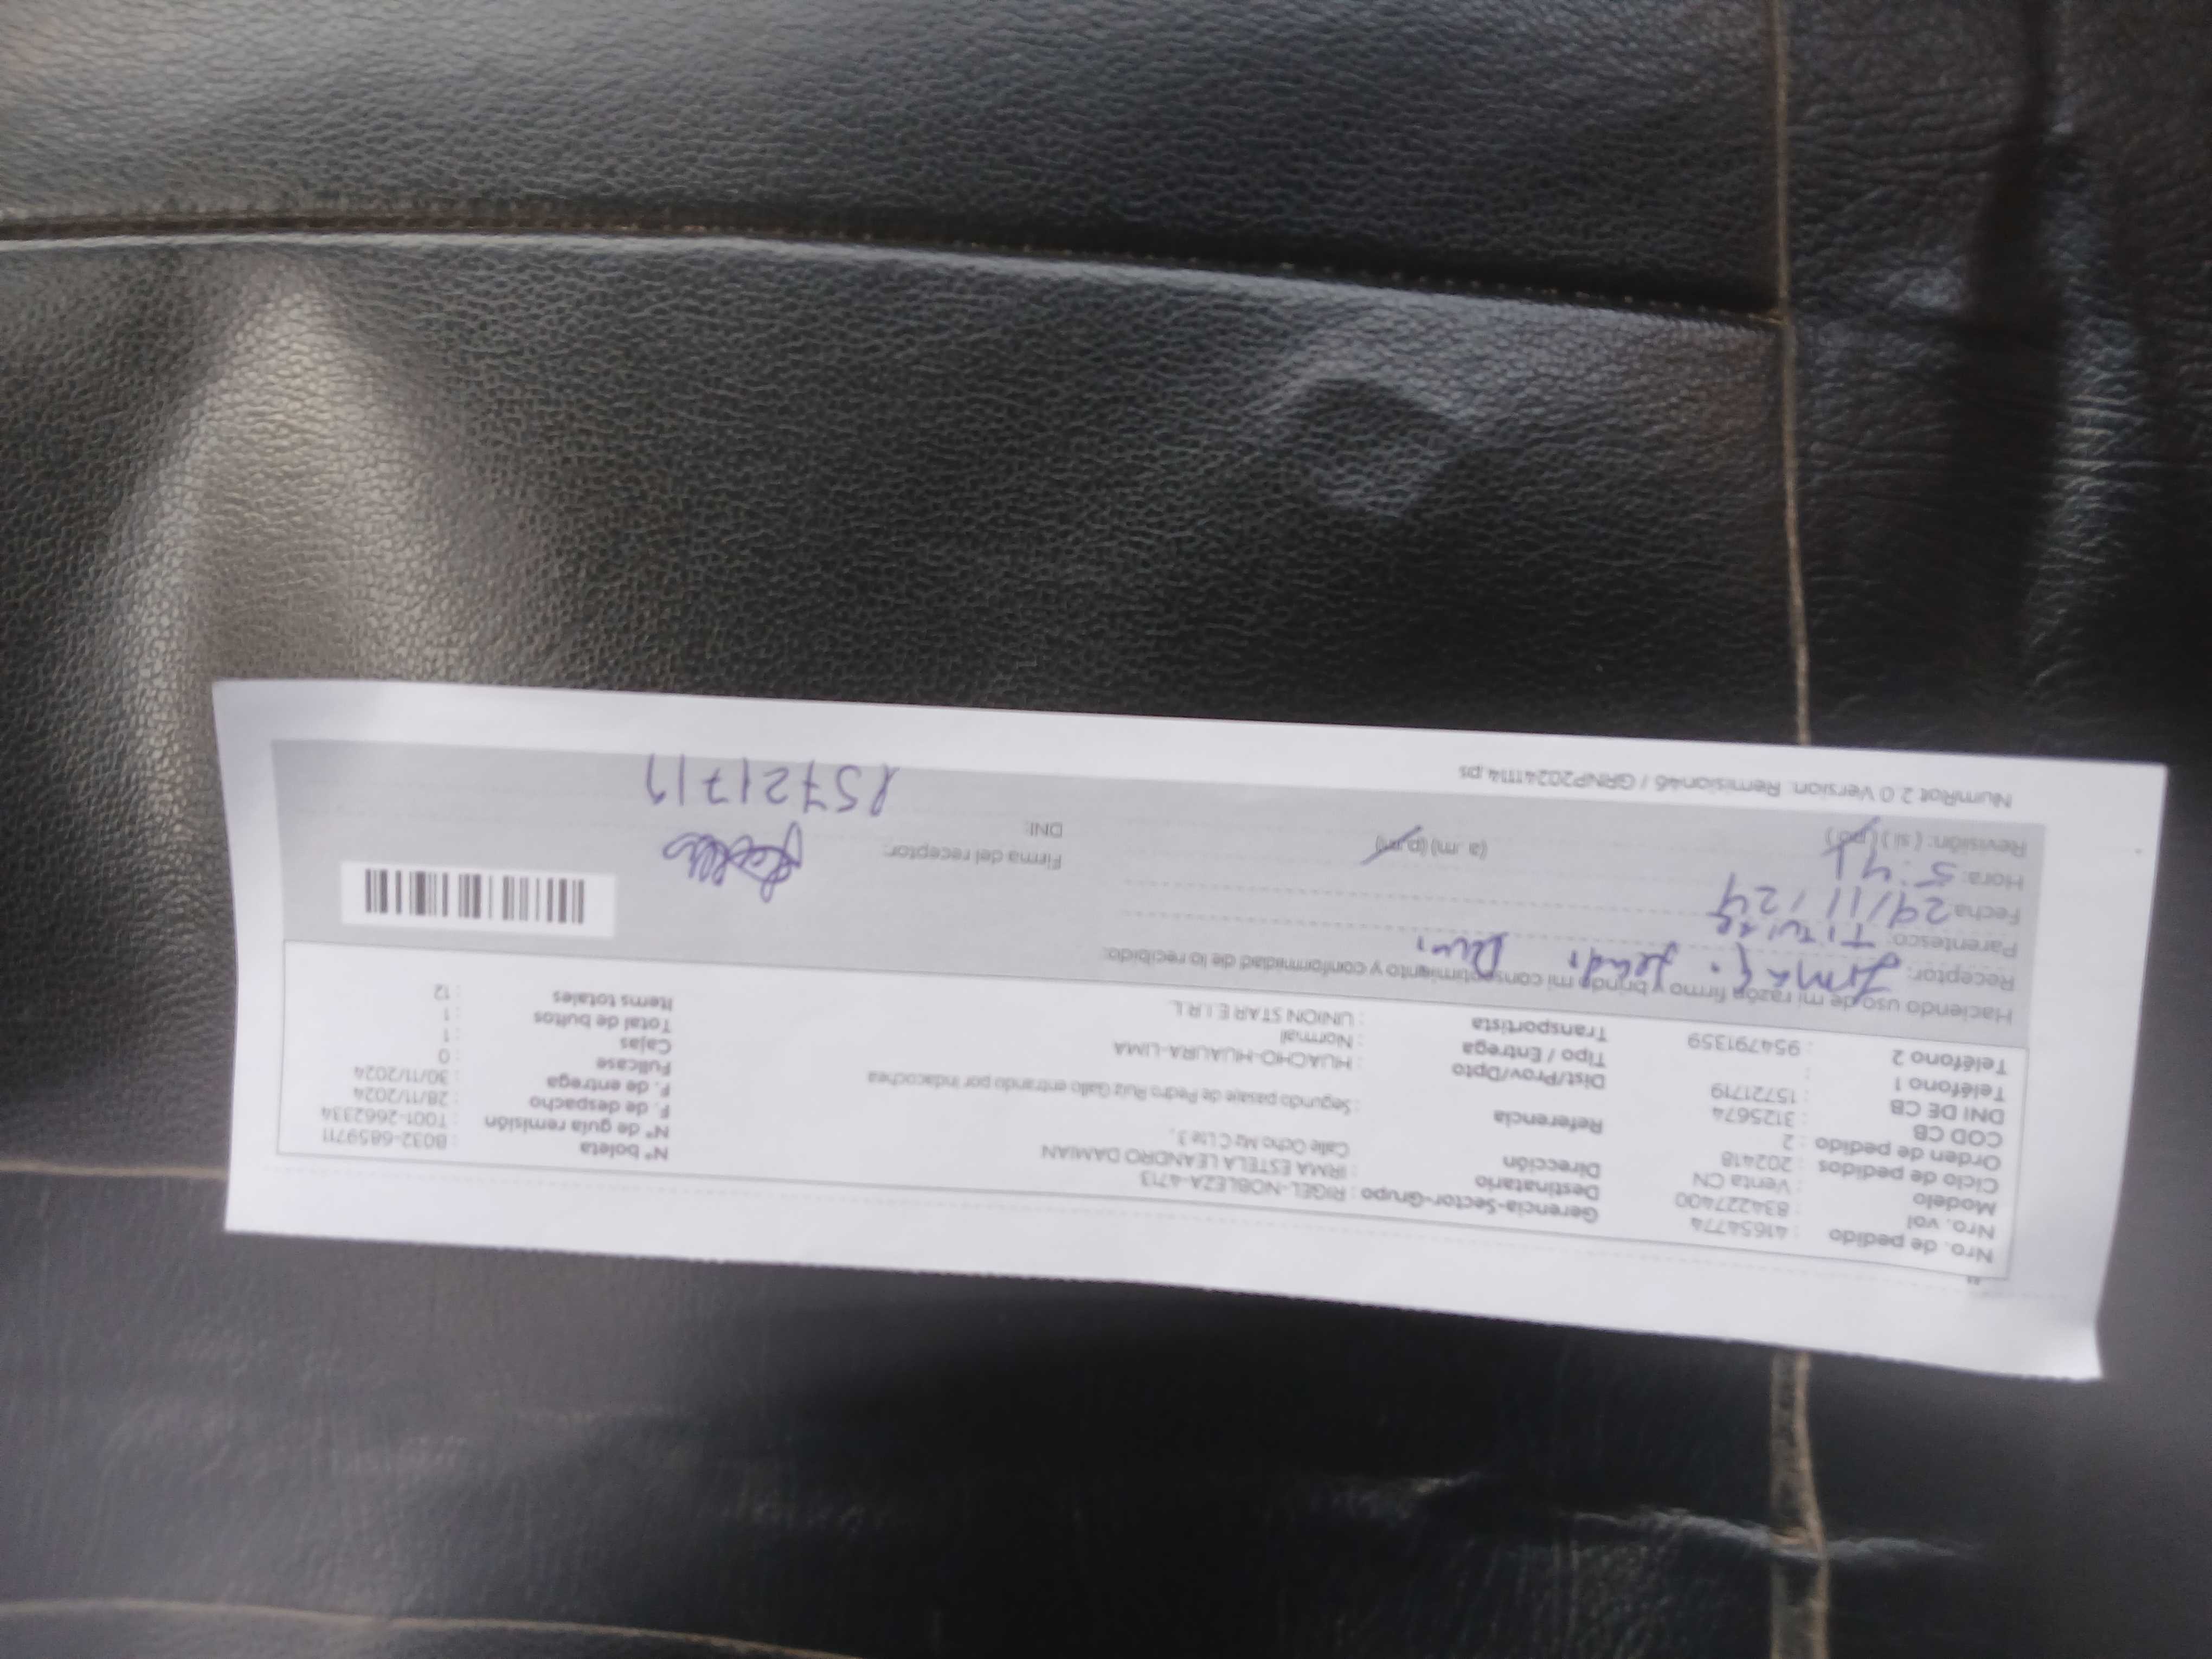 Nro. de pedido : 41654774
Nro. vol : 834227400
Modelo : Venta CN
Ciclo de pedidos : 202418
Orden de pedido : 2
COD CB : 3125674
DNI DE CB : 15721719
Teléfono 1 :
Teléfono 2 : 954791359
Gerencia-Sector-Grupo : RIGEL-NOBLEZA-4713
Destinatario : IRMA ESTELA LEANDRO DAMIAN
Dirección : Calle Ocho Mz C Lte 3 ,
Referencia : Segundo pasaje de Pedro Ruiz Gallo entrando por indacochea
Dist/Prov/Dpto : HUACHO-HUAURA-LIMA
Tipo / Entrega : Normal
Transportista : UNION STAR E.I.R.L
N° boleta : B032-6859711
N° de guía remisión : T001-2662334
F. de despacho : 28/11/2024
F. de entrega : 30/11/2024
Fullcase : 0
Cajas : 1
Total de bultos : 1
Items totales : 12
Haciendo uso de mi razón firmo y brindo mi consentimiento y conformidad de lo recibido:
Receptor: Irma
Parentesco:
Fecha: 29/11/24
Hora: 5:41 (a .m) (p.m)
Revisión: ( si ) ( no )
Firma del receptor:
DNI: 15721719
NumRot 2.0 Version. Remision46 / GRNP20241114.ps